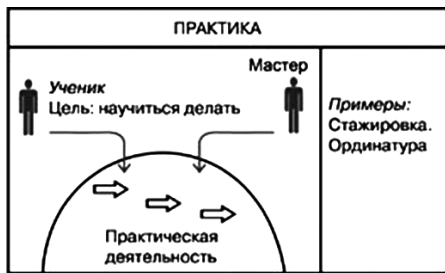 ПРАКТИКА
Ученик
Цель: научиться делать
Мастер
Практическая
деятельность
Примеры:
Стажировка.
Ординатура